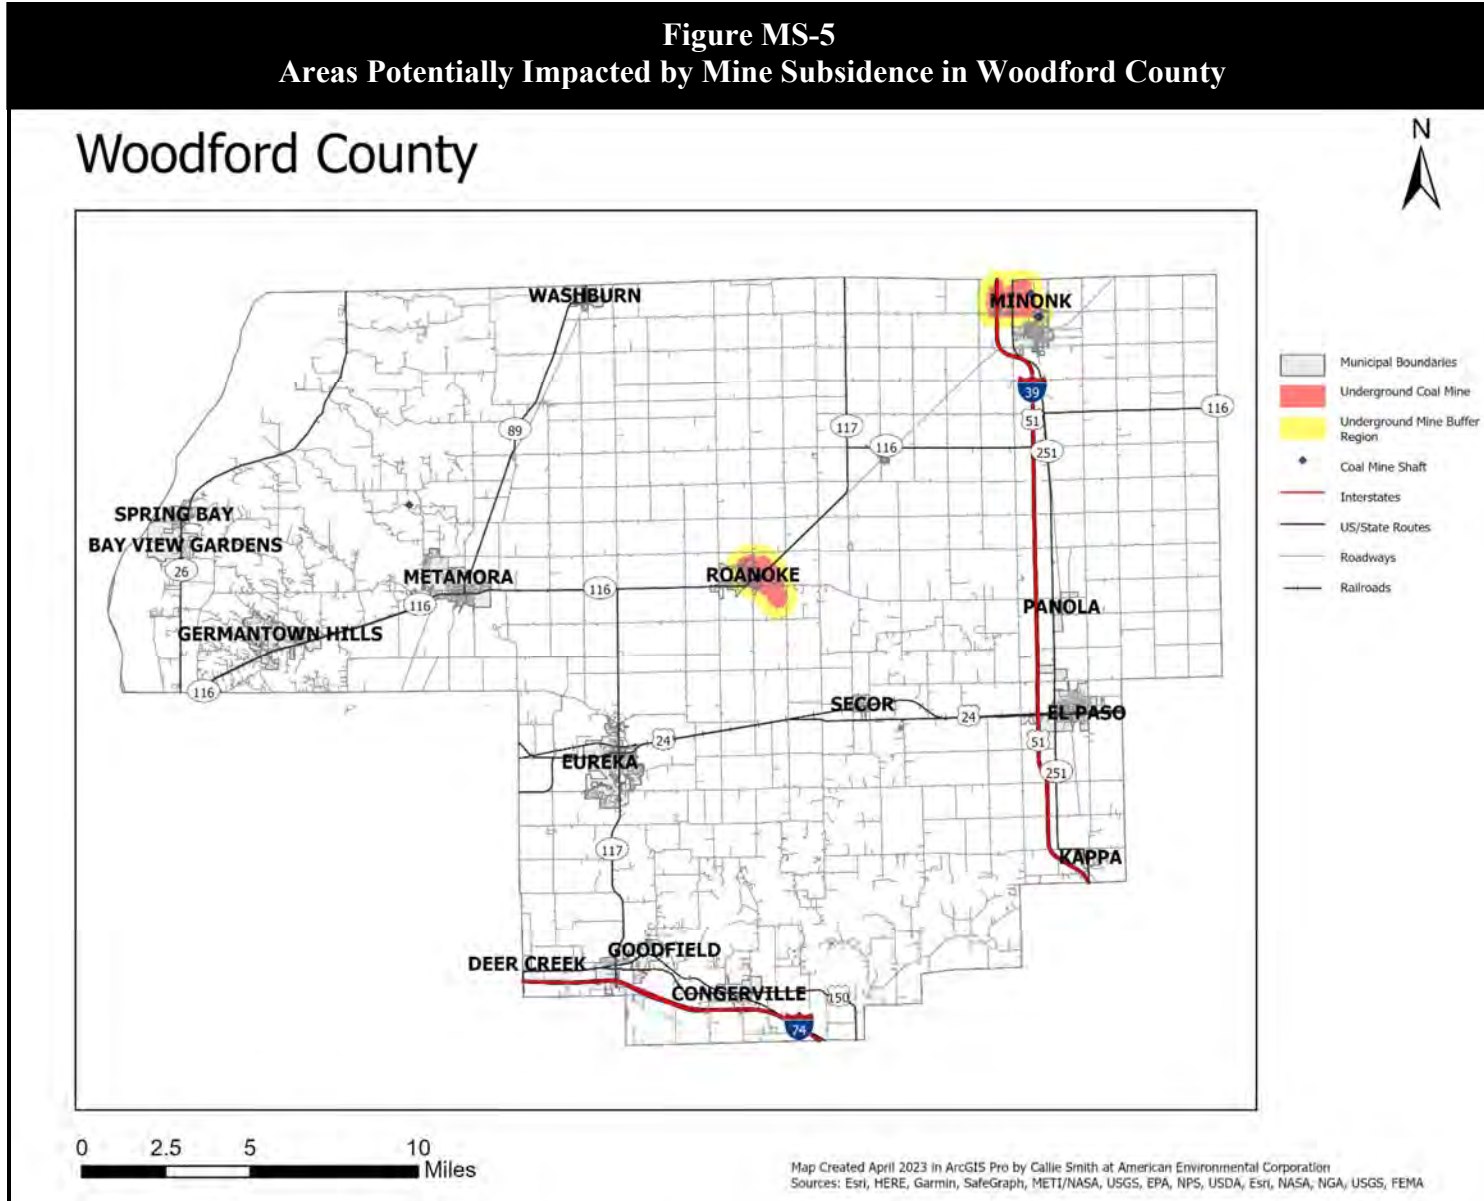 Figure MS-5
Areas Potentially Impacted by Mine Subsidence in Woodford County
Woodford County
N
WASHBURN
MINONK
39
51
116
89
117
116
251
SPRING BAY
BAY VIEW GARDENS
26
METAMORA
116
116
ROANOKE
PANOLA
GERMANTOWN HILLS
116
SECOR
24
EL PASO
24
51
EUREKA
251
117
KAPPA
GOODFIELD
DEER CREEK
CONGERVILLE
150
74
Municipal Boundaries
Underground Coal Mine
Underground Mine Buffer
Region
Coal Mine Shaft
Interstates
US/State Routes
Roadways
Railroads
0 2.5 5 10
Miles
Map Created April 2023 in ArcGIS Pro by Callie Smith at American Environmental Corporation
Sources: Esri, HERE, Garmin, SafeGraph, METI/NASA, USGS, EPA, NPS, USDA, Esri, NASA, NGA, USGS, FEMA